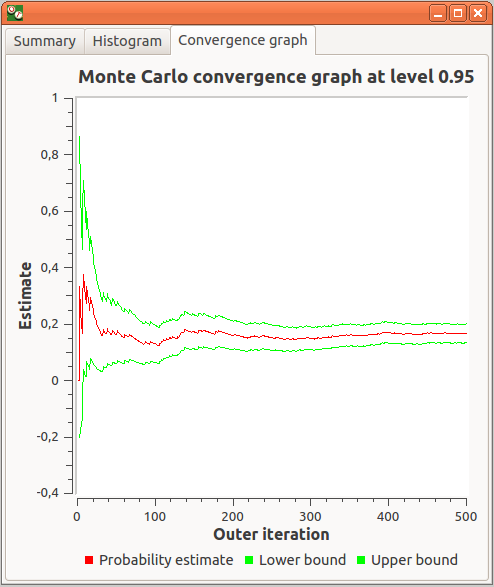 Summary Histogram Convergence graph
Monte Carlo convergence graph at level 0.95
1
0,8
0,6
0,4
0,2
0
-0,2
-0,4
Estimate
0 100 200 300 400 500
Outer iteration
Probability estimate Lower bound Upper bound